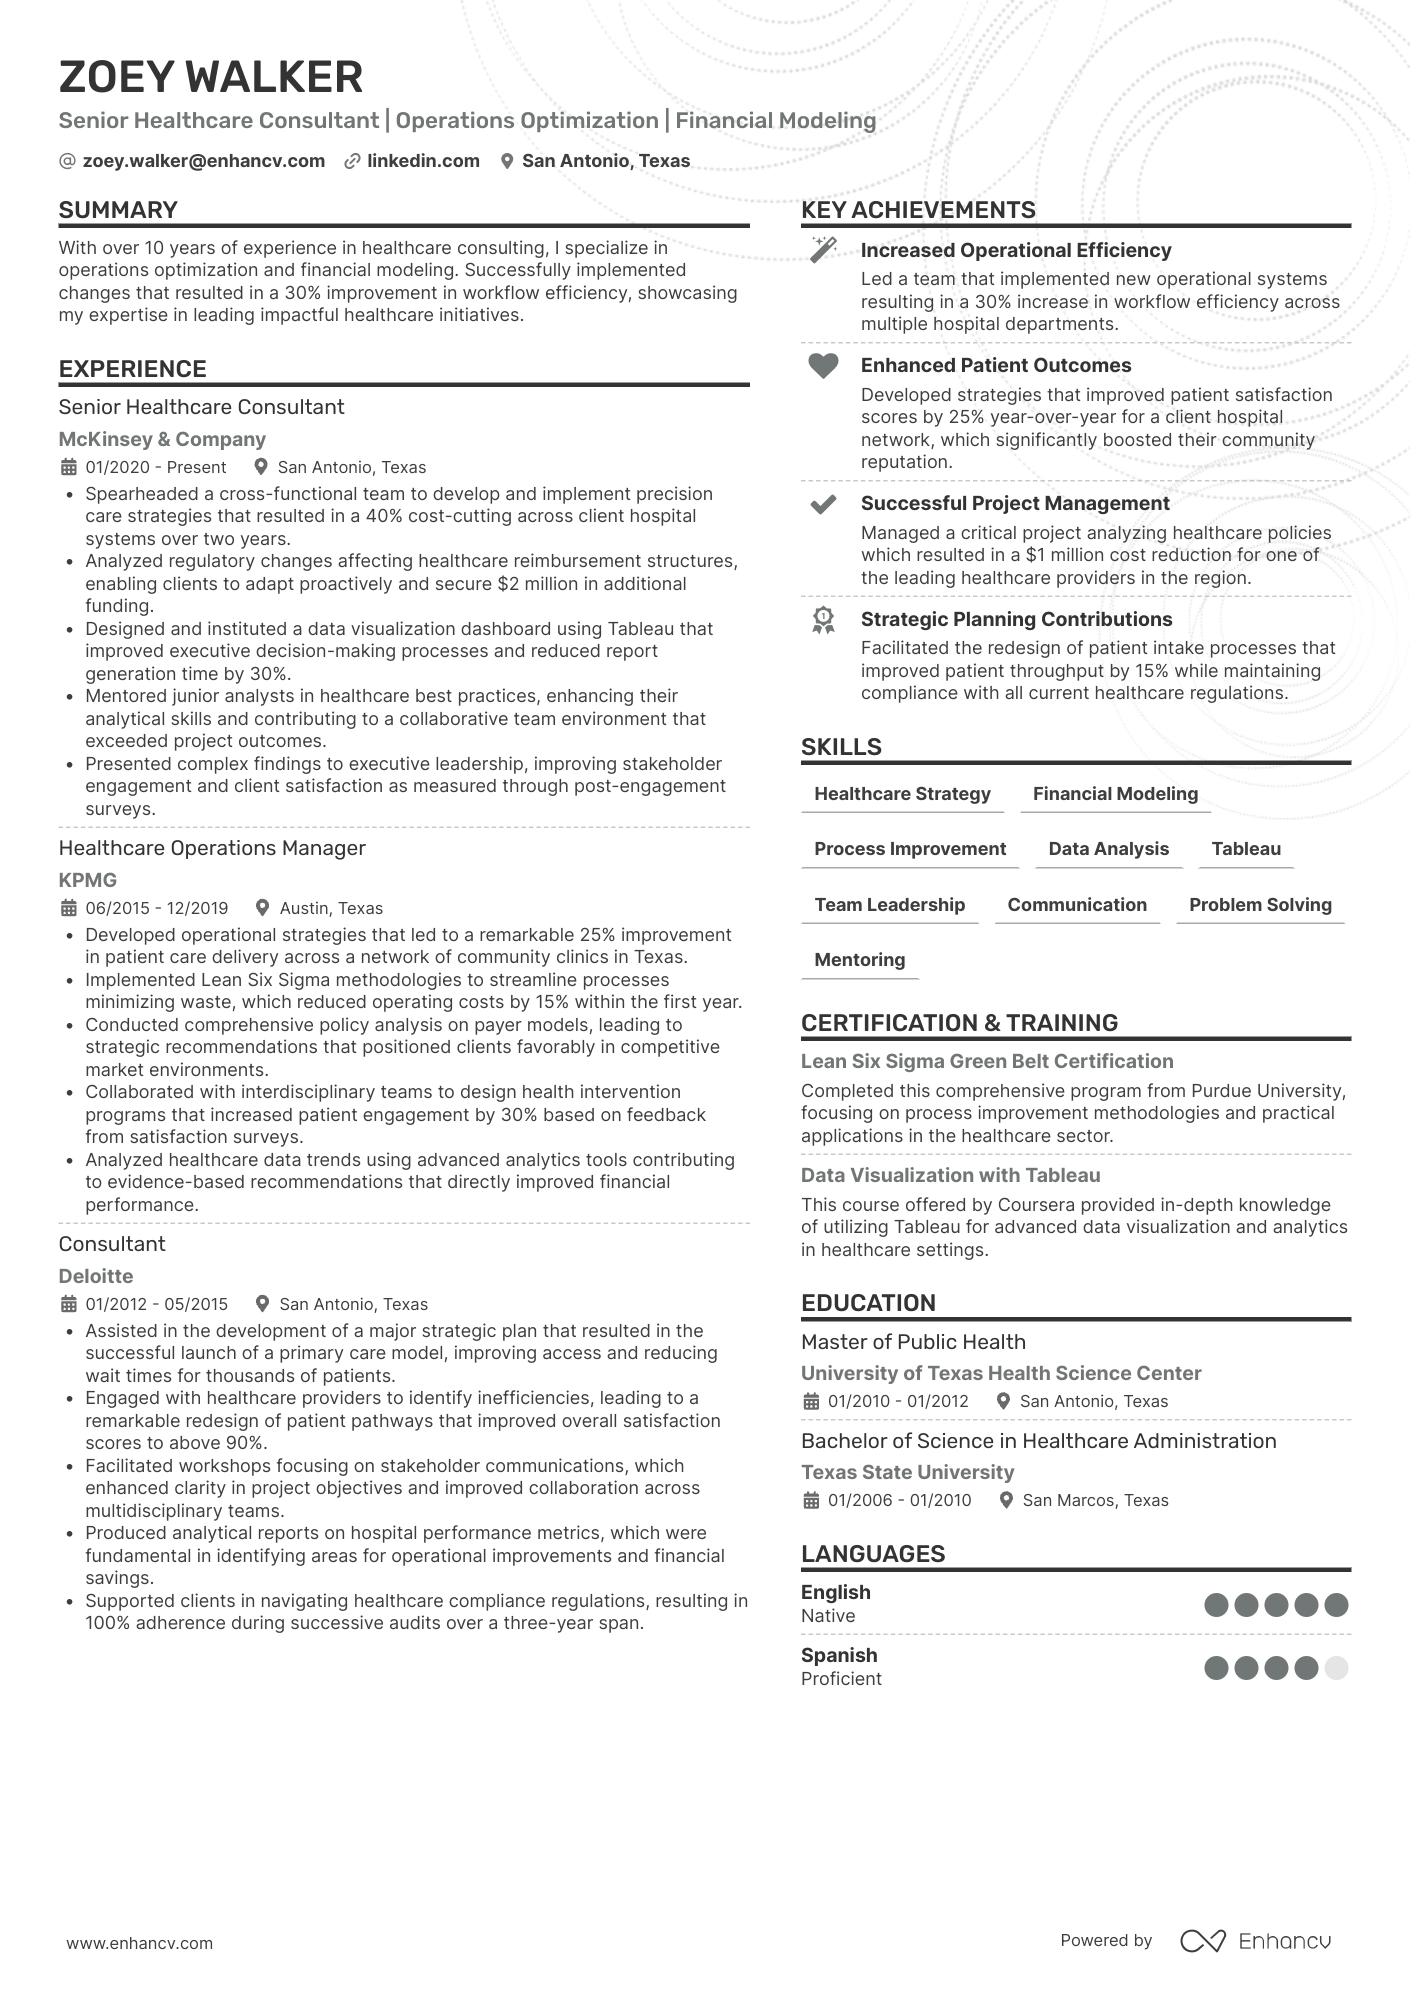 ZOEY WALKER
Senior Healthcare Consultant | Operations Optimization | Financial Modeling
zoey.walker@enhancv.com linkedin.com San Antonio, Texas
SUMMARY
With over 10 years of experience in healthcare consulting, I specialize in
operations optimization and financial modeling. Successfully implemented
changes that resulted in a 30% improvement in workflow efficiency, showcasing
my expertise in leading impactful healthcare initiatives.
EXPERIENCE
Senior Healthcare Consultant
McKinsey & Company
01/2020 - Present San Antonio, Texas
• Spearheaded a cross-functional team to develop and implement precision
care strategies that resulted in a 40% cost-cutting across client hospital
systems over two years.
• Analyzed regulatory changes affecting healthcare reimbursement structures,
enabling clients to adapt proactively and secure $2 million in additional
funding.
• Designed and instituted a data visualization dashboard using Tableau that
improved executive decision-making processes and reduced report
generation time by 30%.
• Mentored junior analysts in healthcare best practices, enhancing their
analytical skills and contributing to a collaborative team environment that
exceeded project outcomes.
• Presented complex findings to executive leadership, improving stakeholder
engagement and client satisfaction as measured through post-engagement
surveys.
Healthcare Operations Manager
KPMG
06/2015 - 12/2019 Austin, Texas
• Developed operational strategies that led to a remarkable 25% improvement
in patient care delivery across a network of community clinics in Texas.
• Implemented Lean Six Sigma methodologies to streamline processes
minimizing waste, which reduced operating costs by 15% within the first year.
• Conducted comprehensive policy analysis on payer models, leading to
strategic recommendations that positioned clients favorably in competitive
market environments.
• Collaborated with interdisciplinary teams to design health intervention
programs that increased patient engagement by 30% based on feedback
from satisfaction surveys.
• Analyzed healthcare data trends using advanced analytics tools contributing
to evidence-based recommendations that directly improved financial
performance.
Consultant
Deloitte
01/2012 - 05/2015 San Antonio, Texas
• Assisted in the development of a major strategic plan that resulted in the
successful launch of a primary care model, improving access and reducing
wait times for thousands of patients.
• Engaged with healthcare providers to identify inefficiencies, leading to a
remarkable redesign of patient pathways that improved overall satisfaction
scores to above 90%.
• Facilitated workshops focusing on stakeholder communications, which
enhanced clarity in project objectives and improved collaboration across
multidisciplinary teams.
• Produced analytical reports on hospital performance metrics, which were
fundamental in identifying areas for operational improvements and financial
savings.
• Supported clients in navigating healthcare compliance regulations, resulting in
100% adherence during successive audits over a three-year span.
KEY ACHIEVEMENTS
Increased Operational Efficiency
Led a team that implemented new operational systems
resulting in a 30% increase in workflow efficiency across
multiple hospital departments.
Enhanced Patient Outcomes
Developed strategies that improved patient satisfaction
scores by 25% year-over-year for a client hospital
network, which significantly boosted their community
reputation.
Successful Project Management
Managed a critical project analyzing healthcare policies
which resulted in a $1 million cost reduction for one of
the leading healthcare providers in the region.
Strategic Planning Contributions
Facilitated the redesign of patient intake processes that
improved patient throughput by 15% while maintaining
compliance with all current healthcare regulations.
SKILLS
Healthcare Strategy Financial Modeling
Process Improvement Data Analysis Tableau
Team Leadership Communication Problem Solving
Mentoring
CERTIFICATION & TRAINING
Lean Six Sigma Green Belt Certification
Completed this comprehensive program from Purdue University,
focusing on process improvement methodologies and practical
applications in the healthcare sector.
Data Visualization with Tableau
This course offered by Coursera provided in-depth knowledge
of utilizing Tableau for advanced data visualization and analytics
in healthcare settings.
EDUCATION
Master of Public Health
University of Texas Health Science Center
01/2010 - 01/2012 San Antonio, Texas
Bachelor of Science in Healthcare Administration
Texas State University
01/2006 - 01/2010 San Marcos, Texas
LANGUAGES
English
Native
Spanish
Proficient
www.enhancv.com
Powered by Enhancv